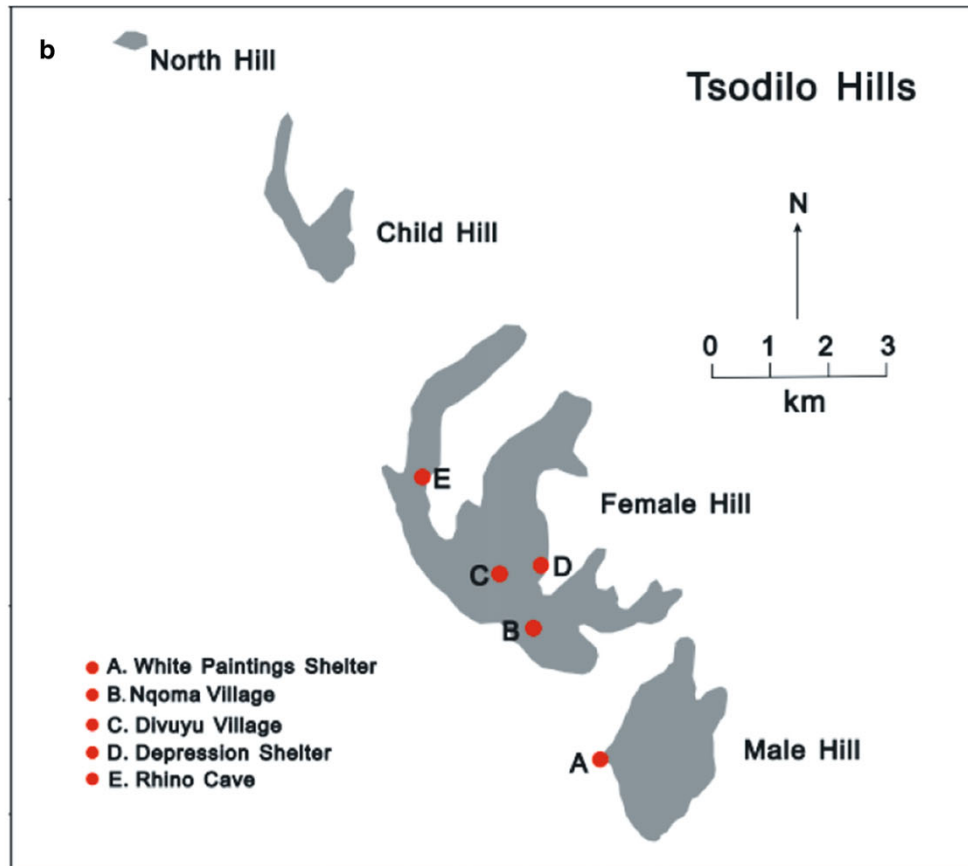 b
North Hill
Tsodilo Hills
Child Hill
N
0 1 2 3
km
E
Female Hill
C
D
B
A. White Paintings Shelter
B. Nqoma Village
C. Divuyu Village
D. Depression Shelter
E. Rhino Cave
A
Male Hill